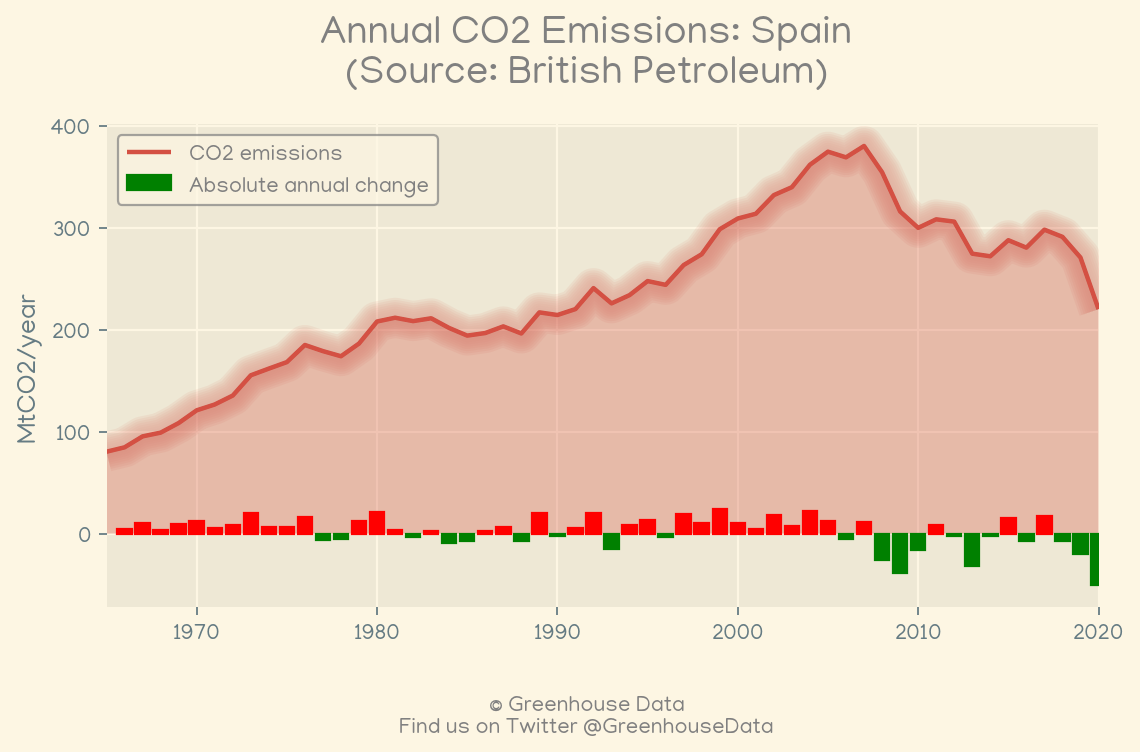 Annual CO2 Emissions: Spain
(Source: British Petroleum)
CO2 emissions
Absolute annual change
MtCO2/year
400
300
200
100
0
1970 1980 1990 2000 2010 2020
© Greenhouse Data
Find us on Twitter @GreenhouseData